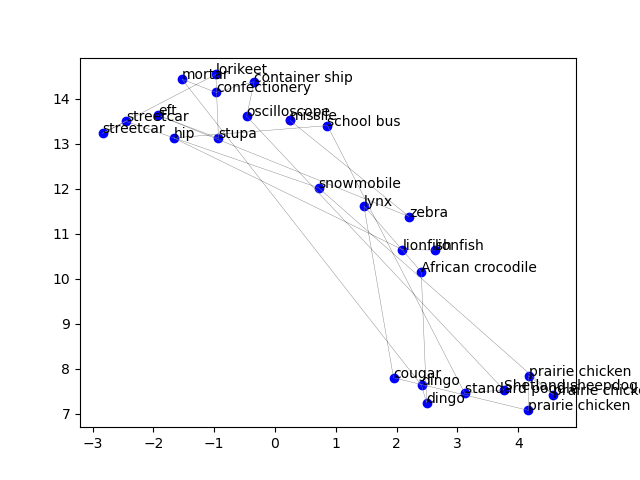 lorikeet
mortar
container ship
confectionery
eft
oscilloscope
missile
school bus
streetcar
streetcar
hip
stupa
snowmobile
lynx
zebra
lionfish
lionfish
African crocodile
cougar
dingo
dingo
prairie chicken
Shetland sheepdog
standard poodle
prairie chicken
14
13
12
11
10
9
8
7
−3
−2
−1
0
1
2
3
4